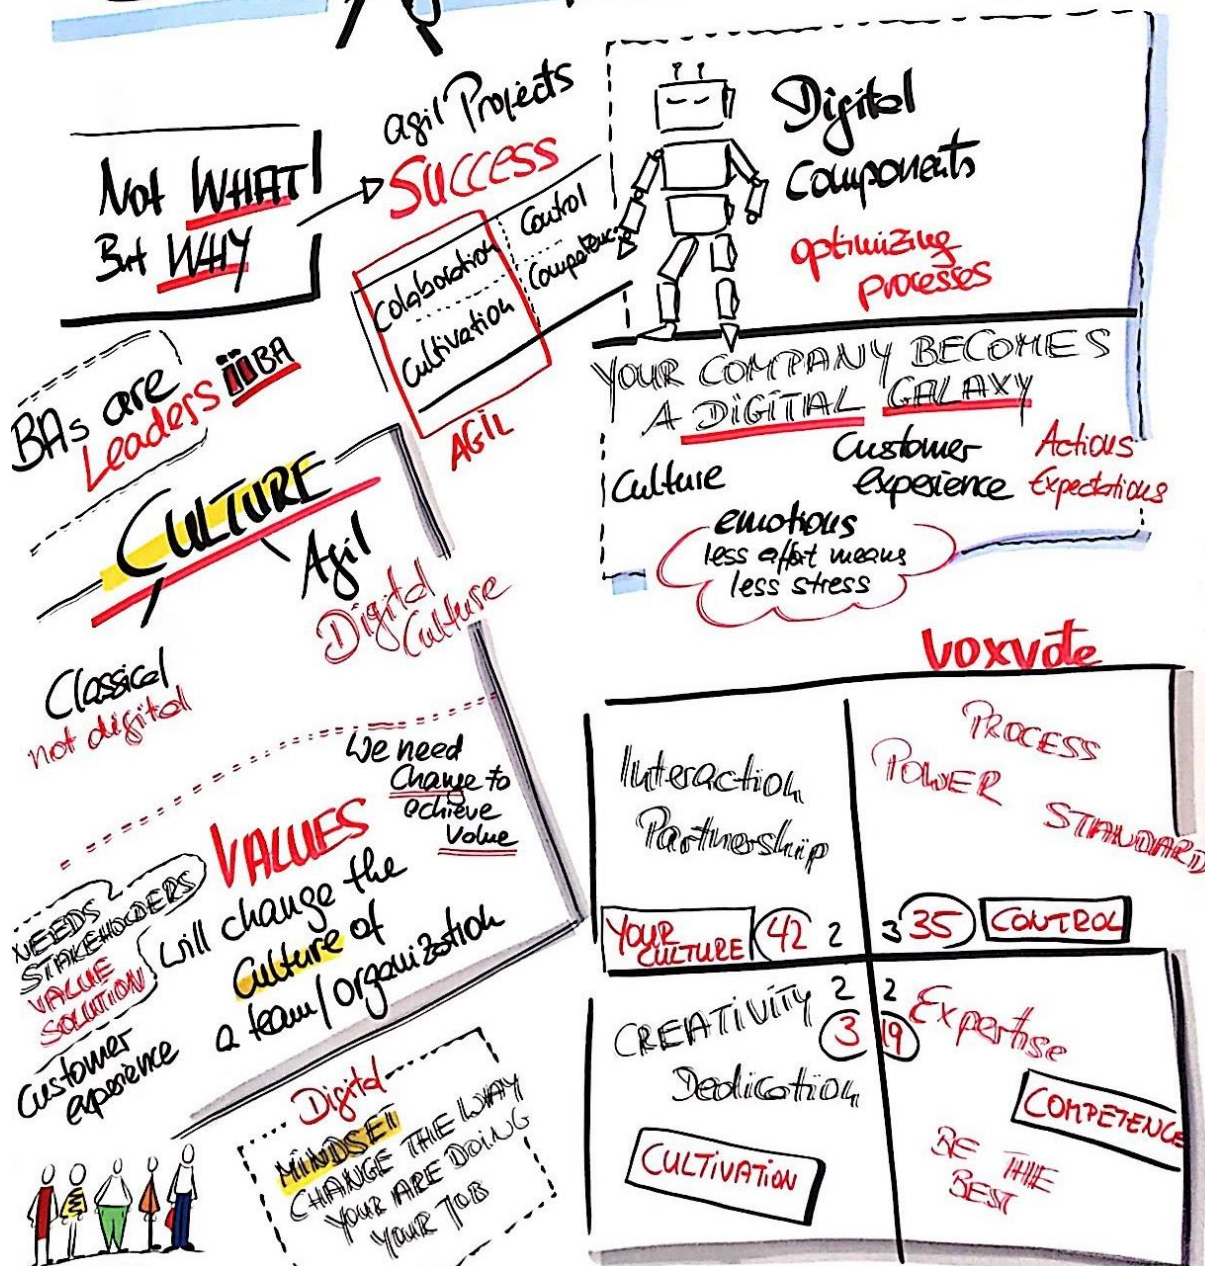 Not WHAT!
But WHY
agil Projects
SUCCESS
Colaboration
Control
Cultivation
Competence
AGIL
BAs are
Leaders iiBA
CULTURE
Agil
Digital
Culture
Classical
not digital
We need
Change to
achieve
Value
VALUES
will change the
Culture of
a team/organization
NEEDS
STAKEHOLDERS
VALUE
SOLUTION
Customer
experience
Digital
MINDSET
CHANGE THE WAY
YOUR ARE DOING
YOUR JOB
Digital
Components
optimizing
processes
YOUR COMPANY BECOMES
A DIGITAL GALAXY
Culture
Customer
experience
Actions
Expectations
emotions
less effort means
less stress
voxvote
Interaction
Partnership
YOUR
CULTURE 42 2
PROCESS
POWER
STANDARD
3 35 CONTROL
CREATIVITY 2
3
Dedication
CULTIVATION
2
19 Expertise
COMPETENCE
BE THE
BEST